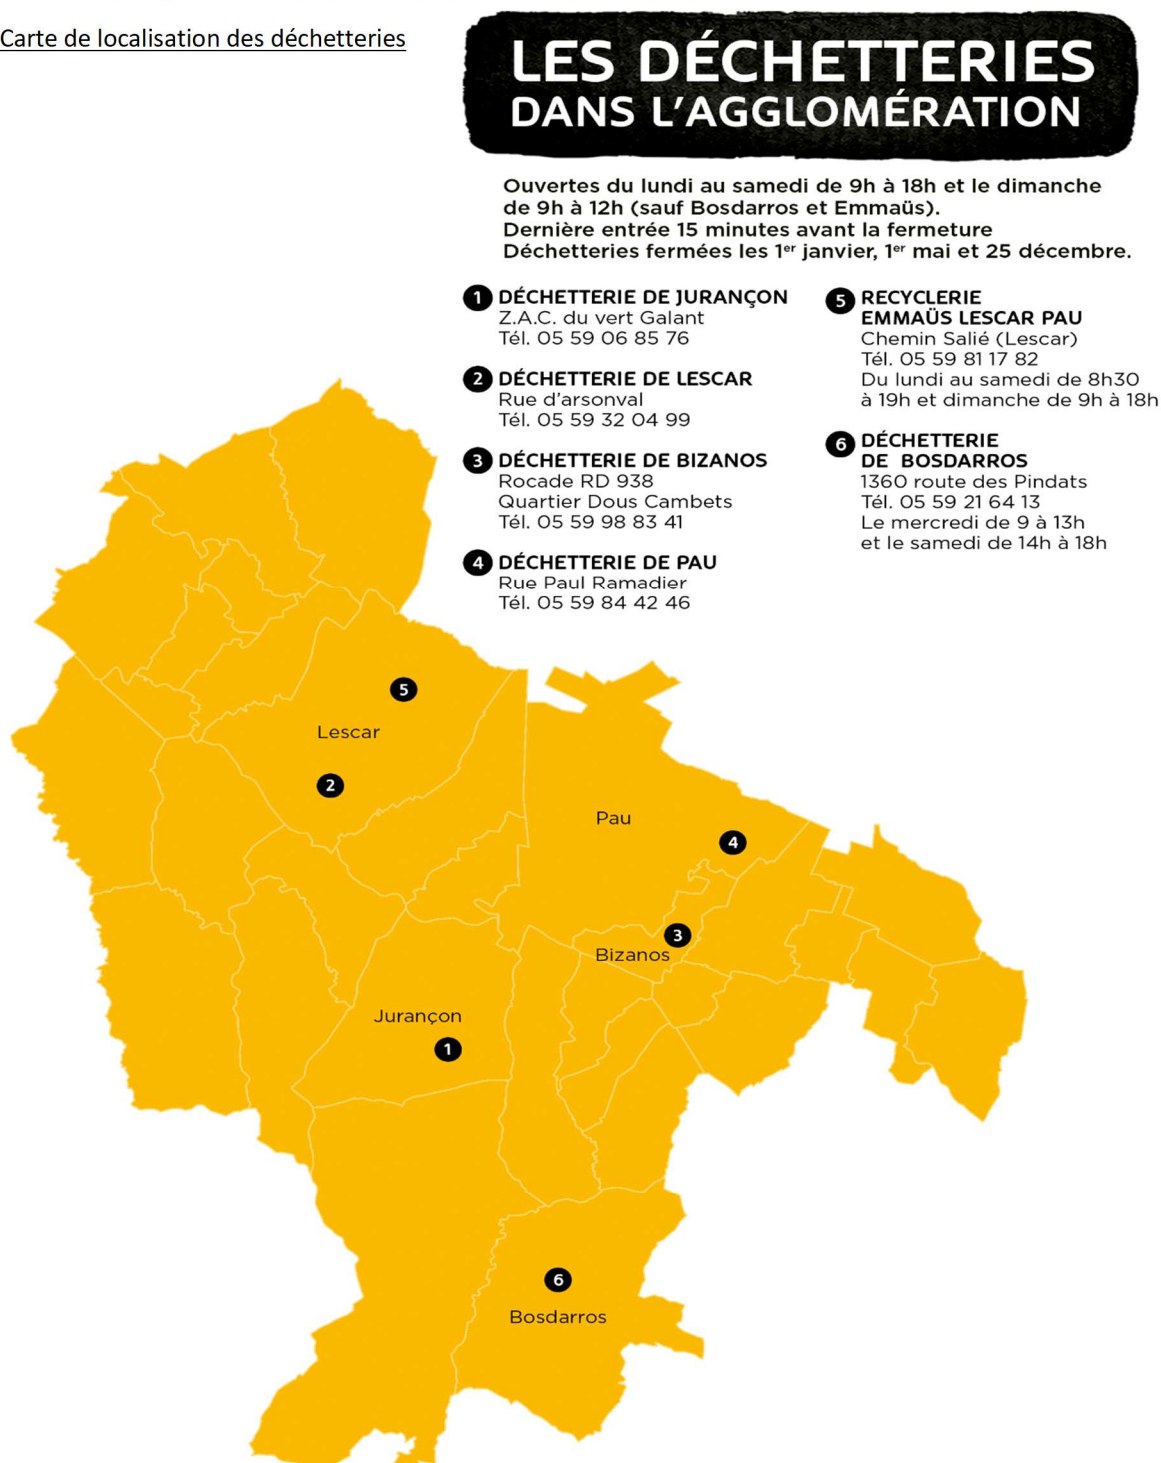 Carte de localisation des déchetteries
LES DÉCHETTERIES
DANS L'AGGLOMÉRATION
Ouvertes du lundi au samedi de 9h à 18h et le dimanche
de 9h à 12h (sauf Bosdarros et Emmaüs).
Dernière entrée 15 minutes avant la fermeture
Déchetteries fermées les 1er janvier, 1er mai et 25 décembre.
1 DÉCHETTERIE DE JURANÇON
Z.A.C. du vert Galant
Tél. 05 59 06 85 76
2 DÉCHETTERIE DE LESCAR
Rue d'arsonval
Tél. 05 59 32 04 99
3 DÉCHETTERIE DE BIZANOS
Rocade RD 938
Quartier Dous Cambets
Tél. 05 59 98 83 41
4 DÉCHETTERIE DE PAU
Rue Paul Ramadier
Tél. 05 59 84 42 46
5 RECYCLERIE
EMMAÜS LESCAR PAU
Chemin Salié (Lescar)
Tél. 05 59 81 17 82
Du lundi au samedi de 8h30
à 19h et dimanche de 9h à 18h
6 DÉCHETTERIE
DE BOSDARROS
1360 route des Pindats
Tél. 05 59 21 64 13
Le mercredi de 9 à 13h
et le samedi de 14h à 18h
5
Lescar
2
Pau
4
3
Bizanos
Jurançon
1
6
Bosdarros